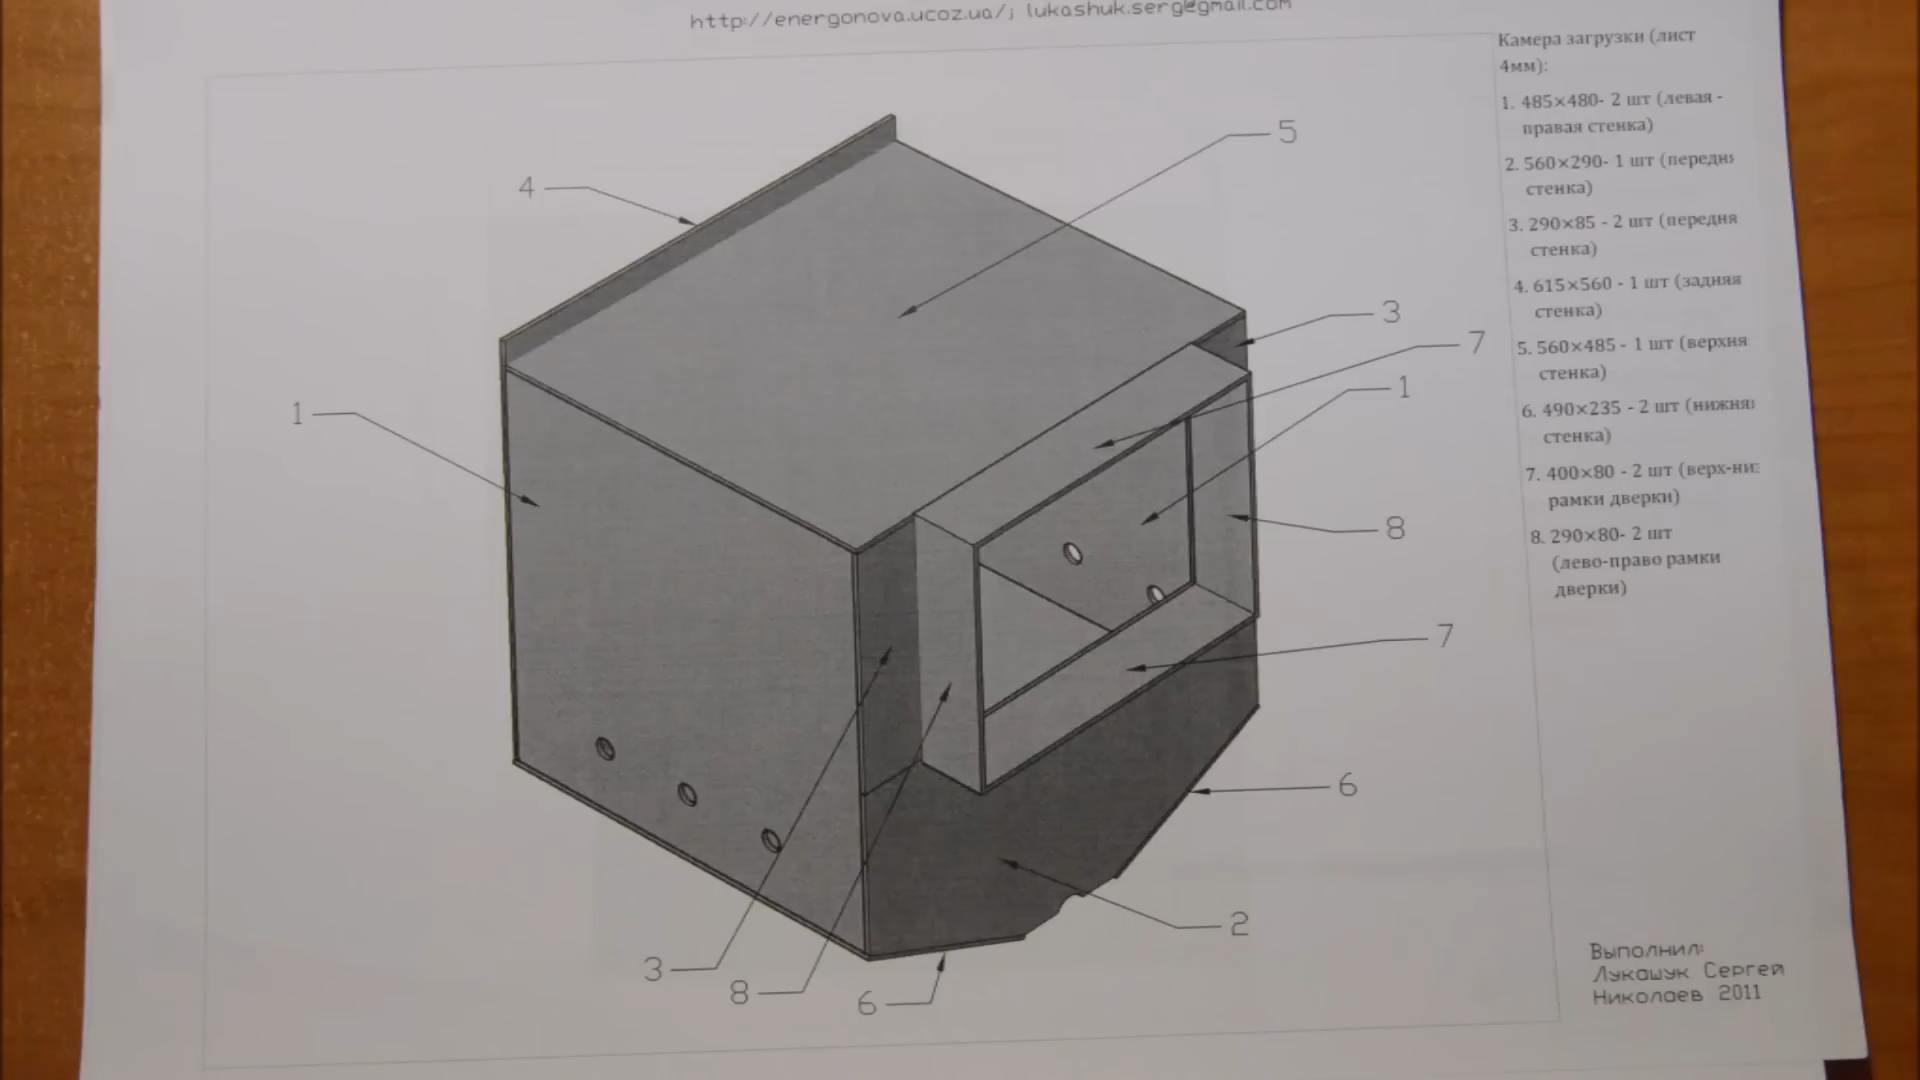 http://energonova.ucoz.ua/; lukashuk.serg@gmail.com
Камера загрузки (лист
4мм):
1. 485×480- 2 шт (левая -
правая стенка)
2. 560×290- 1 шт (передня
стенка)
3. 290×85 - 2 шт (передня
стенка)
4. 615×560 - 1 шт (задняя
стенка)
5. 560×485 - 1 шт (верхня
стенка)
6. 490×235 - 2 шт (нижня
стенка)
7. 400×80 - 2 шт (верх-ни
рамки дверки)
8. 290×80- 2 шт
(лево-право рамки
дверки)
5
4
3
7
1
1
8
7
6
2
3
8
6
Выполнил:
Лукашук Сергей
Николаев 2011